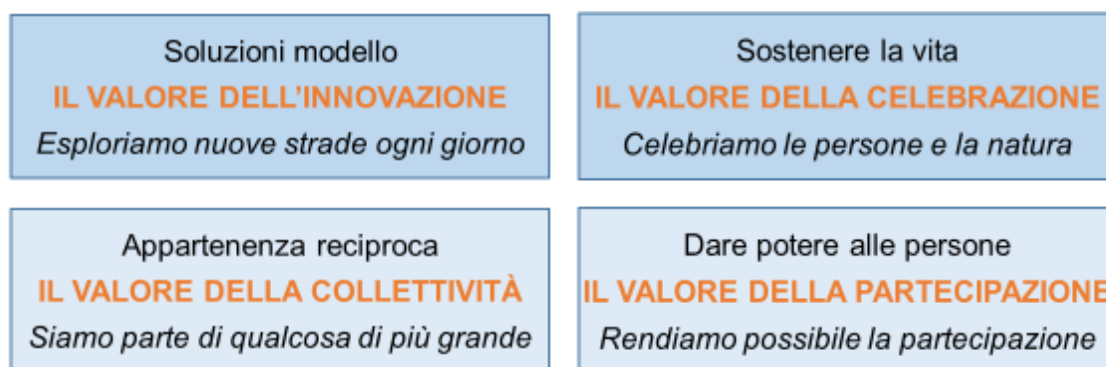 Soluzioni modello
IL VALORE DELL'INNOVAZIONE
Esploriamo nuove strade ogni giorno
Sostenere la vita
IL VALORE DELLA CELEBRAZIONE
Celebriamo le persone e la natura
Appartenenza reciproca
IL VALORE DELLA COLLETTIVITÀ
Siamo parte di qualcosa di più grande
Dare potere alle persone
IL VALORE DELLA PARTECIPAZIONE
Rendiamo possibile la partecipazione